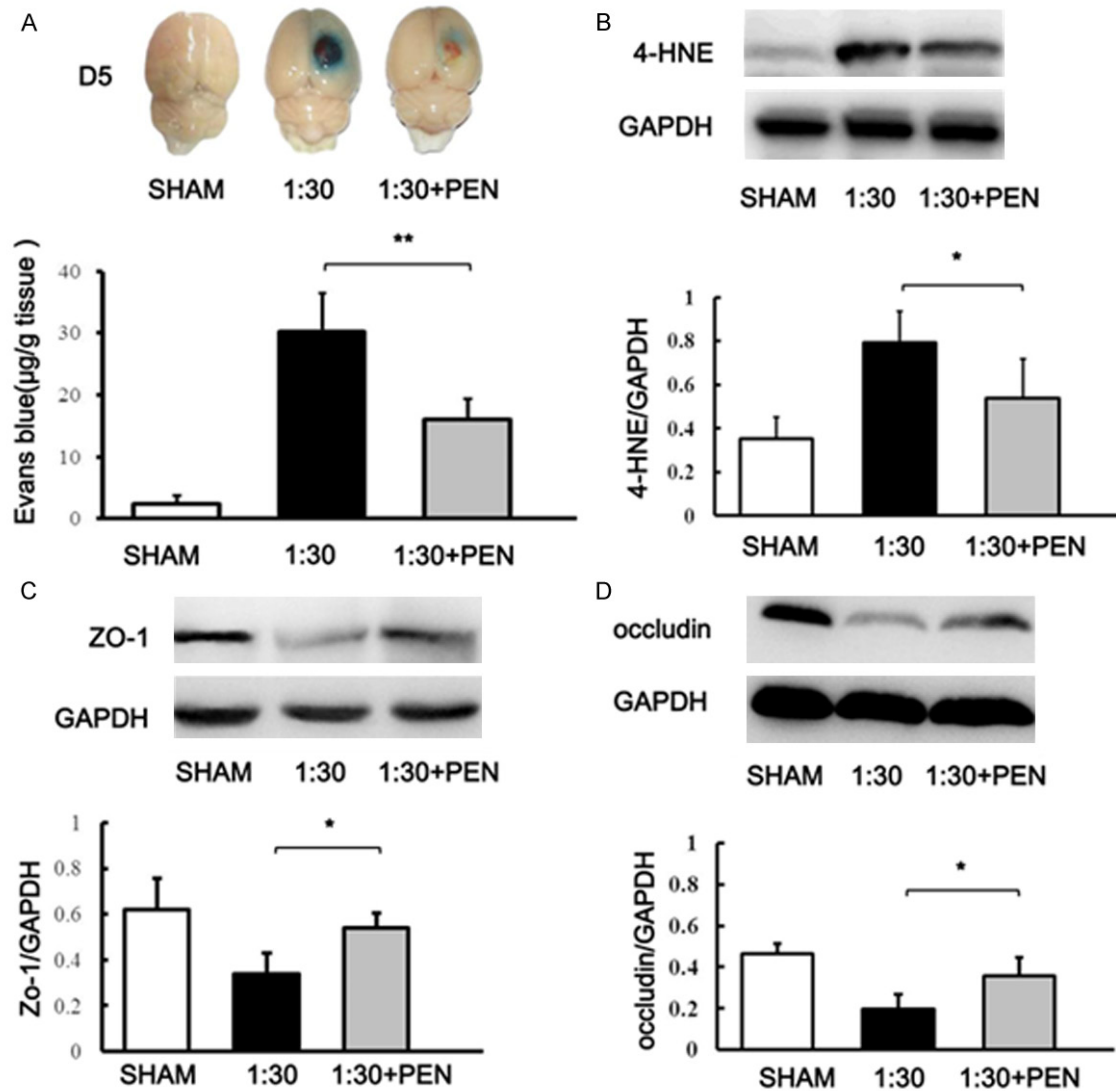 A
D5
SHAM 1:30 1:30+PEN
**
Evans blue(µg/g tissue )
40
30
20
10
0
SHAM 1:30 1:30+PEN
B
4-HNE
GAPDH
SHAM 1:30 1:30+PEN
*
4-HNE/GAPDH
1
0.8
0.6
0.4
0.2
0
SHAM 1:30 1:30+PEN
C
ZO-1
GAPDH
SHAM 1:30 1:30+PEN
*
Zo-1/GAPDH
1
0.8
0.6
0.4
0.2
0
SHAM 1:30 1:30+PEN
D
occludin
GAPDH
SHAM 1:30 1:30+PEN
*
occludin/GAPDH
1
0.8
0.6
0.4
0.2
0
SHAM 1:30 1:30+PEN